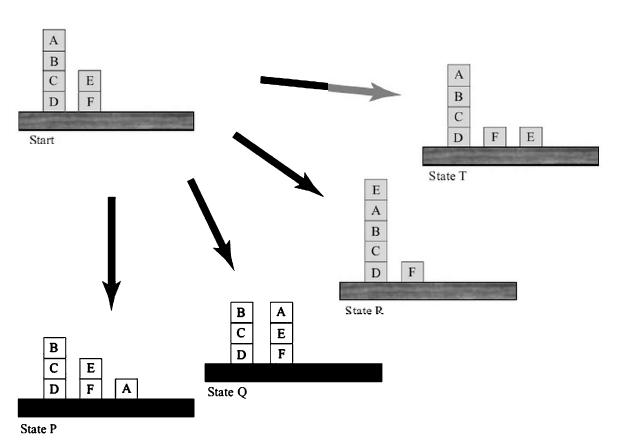 A
B
C E
D F
Start
A
B
C
D F E
State T
E
A
B
C
D F
State R
B A
C E
D F
State Q
B
C E
D F A
State P